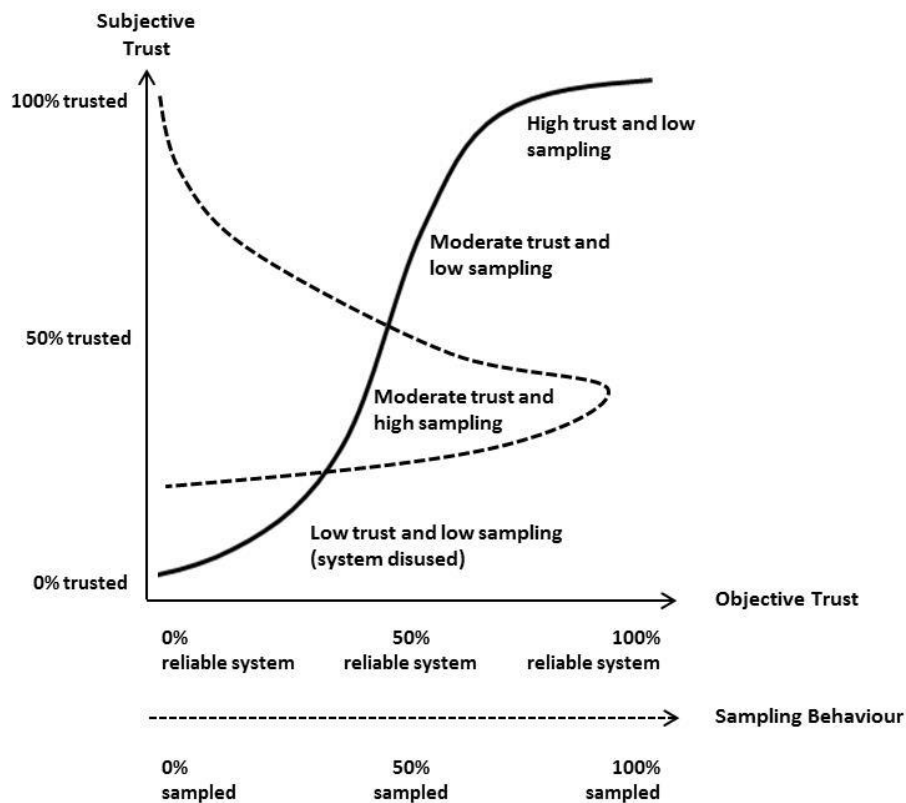 Subjective
Trust
100% trusted
High trust and low
sampling
Moderate trust and
low sampling
50% trusted
Moderate trust and
high sampling
Low trust and low sampling
(system disused)
0% trusted
Objective Trust
0%
reliable system
50%
reliable system
100%
reliable system
Sampling Behaviour
0%
sampled
50%
sampled
100%
sampled